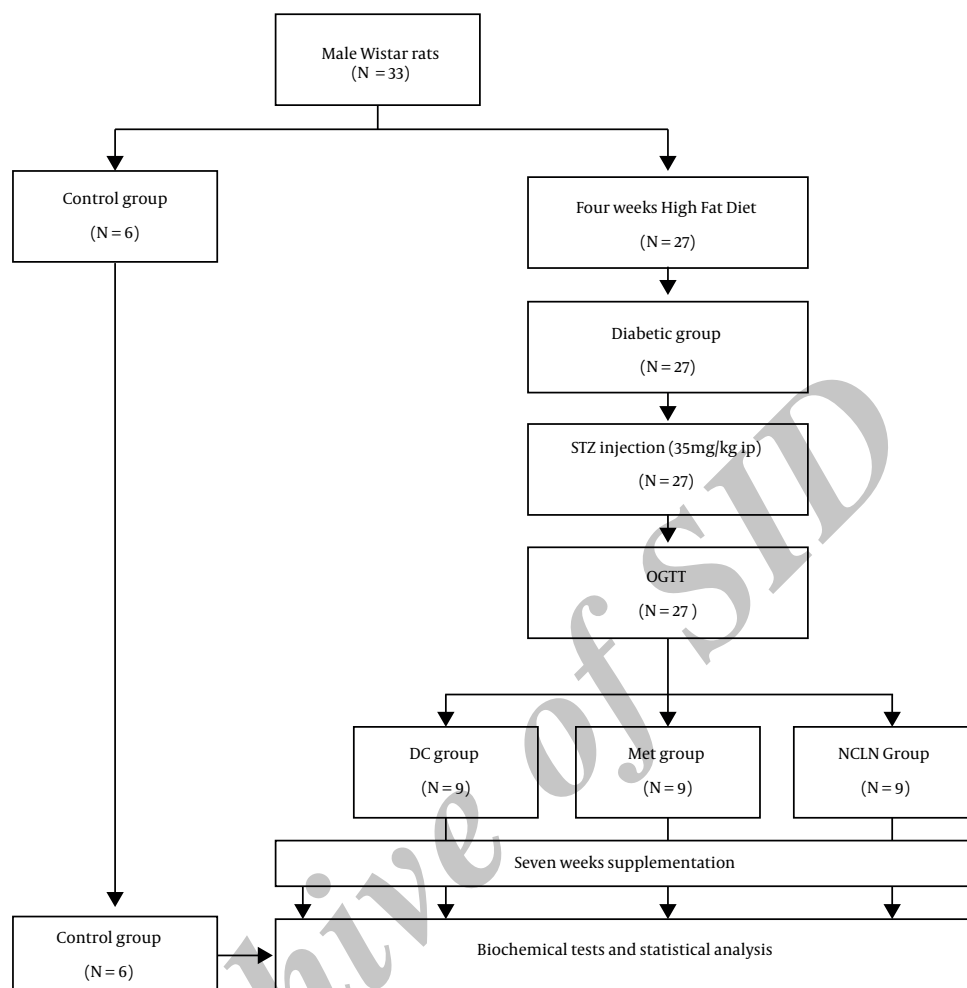 Male Wistar rats
(N = 33)
Control group
(N = 6)
Four weeks High Fat Diet
(N = 27)
Diabetic group
(N = 27)
STZ injection (35mg/kg ip)
(N = 27)
OGTT
(N = 27 )
DC group
(N = 9)
Met group
(N = 9)
NCLN Group
(N = 9)
Seven weeks supplementation
Control group
(N = 6)
Biochemical tests and statistical analysis
hive of SID